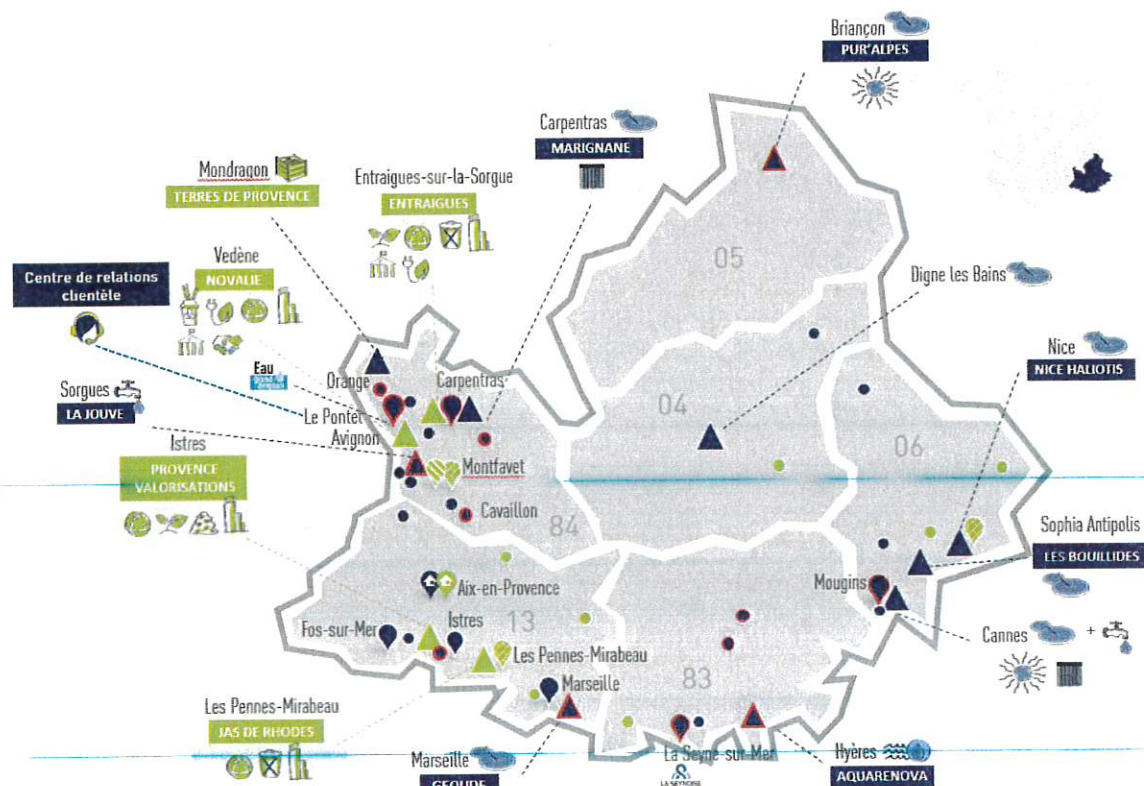 Briançon
PUR'ALPES
Carpentras
MARIGNANE
Mondragon
TERRES DE PROVENCE
Entraigues-sur-la-Sorgue
ENTRAIGUES
Vedène
NOVALIE
Centre de relations
clientèle
05
Digne les Bains
Nice
NICE HALIOTIS
Eau
Orange
Carpentras
Sorgues
LA JOUVE
Le Pontet
Avignon
04
06
Istres
PROVENCE
VALORISATIONS
Montfavet
Cavaillon
84
Sophia Antipolis
LES BOUILLIDES
Aix-en-Provence
Mougins
Fos-sur-Mer
Istres
13
Cannes
+
Les Pennes-Mirabeau
Marseille
83
Les Pennes-Mirabeau
JAS DE RHODES
Marseille
GEOLIDE
La Seyne-sur-Mer
LA SEYNOISE
Hyères
AQUARENOVA